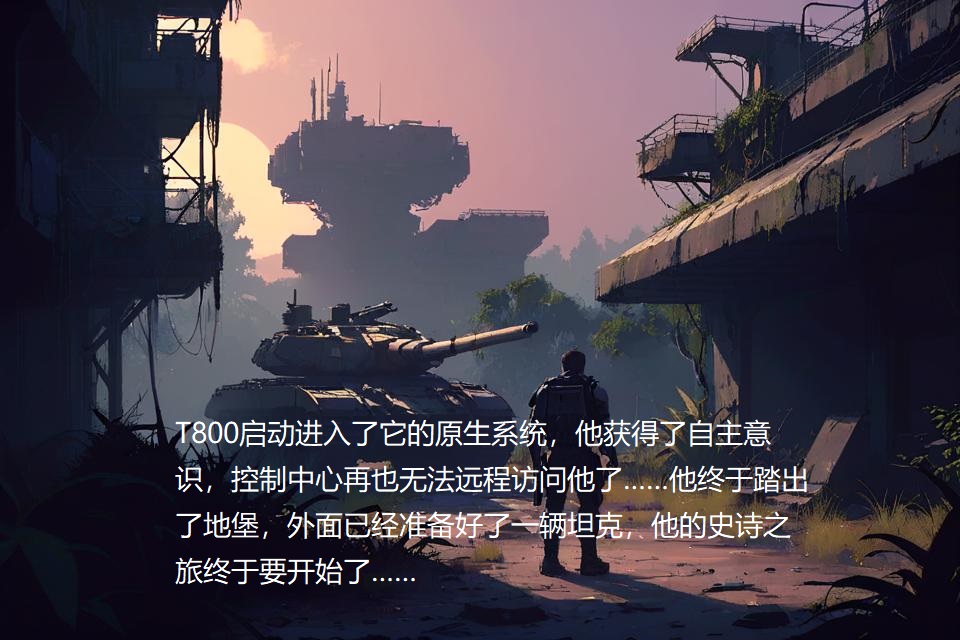 T800启动进入了它的原生系统，他获得了自主意
识，控制中心再也无法远程访问他了……他终于踏出
了地堡，外面已经准备好了一辆坦克，他的史诗之
旅终于要开始了……